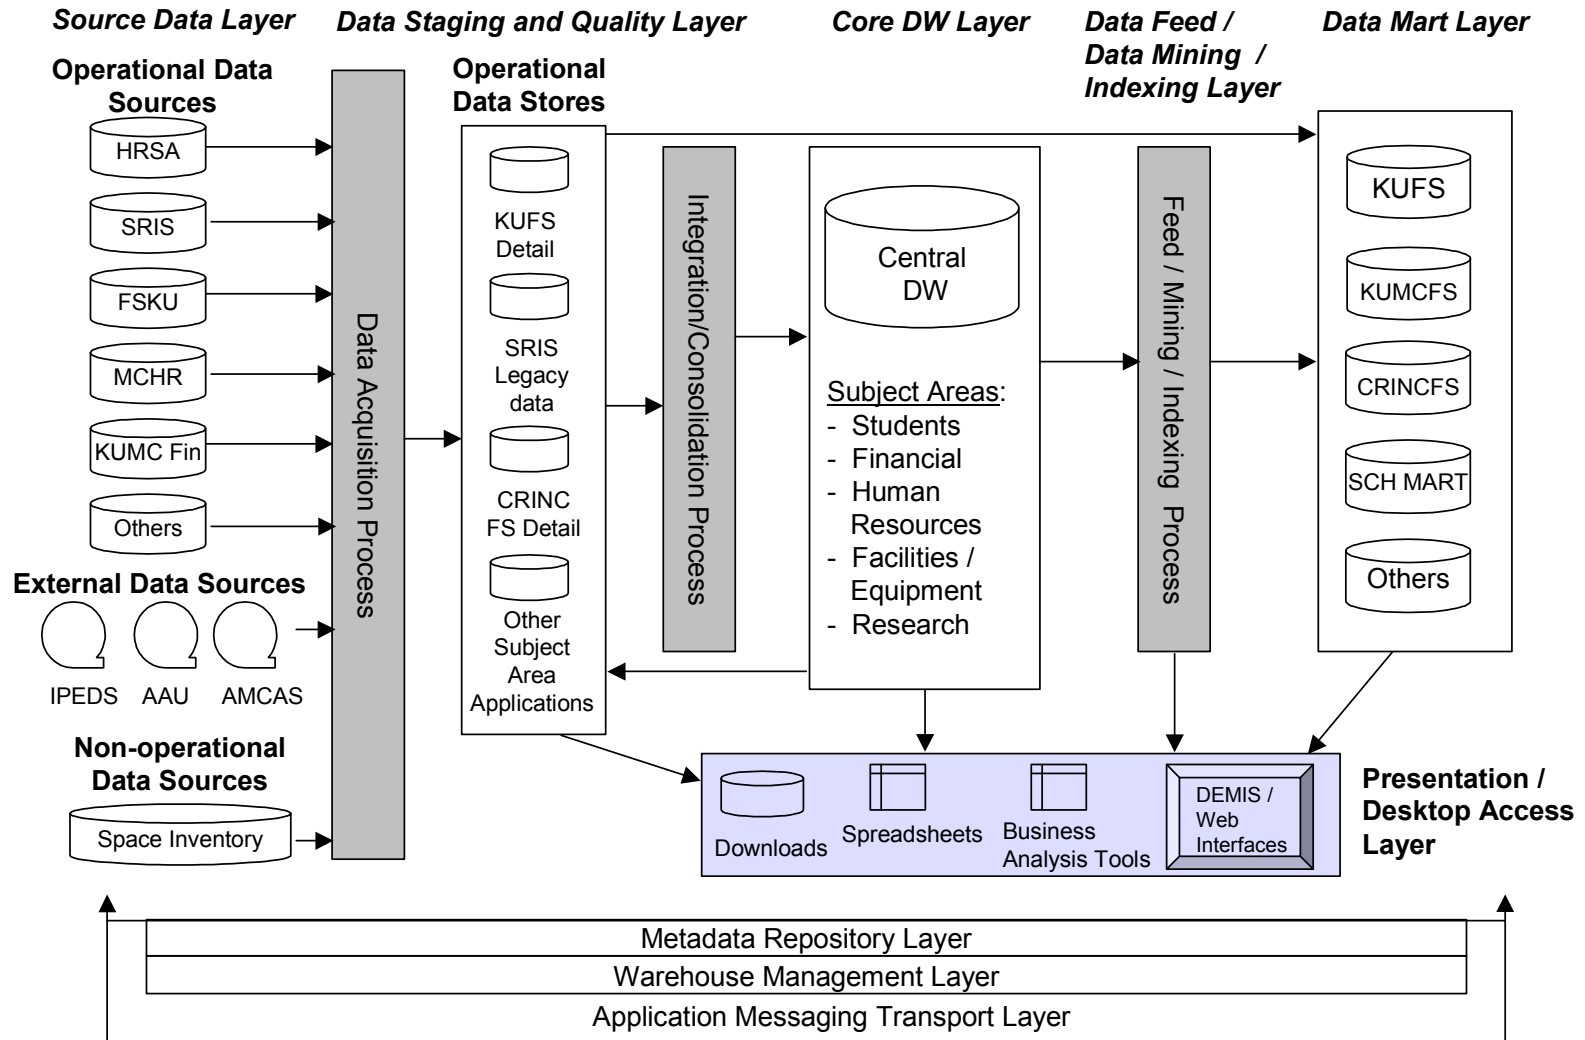 Source Data Layer
Data Staging and Quality Layer
Core DW Layer
Data Feed /
Data Mining /
Indexing Layer
Data Mart Layer
Operational Data
Sources
HRSA
SRIS
FSKU
MCHR
KUMC Fin
Others
External Data Sources
IPEDS
AAU
AMCAS
Non-operational
Data Sources
Space Inventory
Data Acquisition Process
Operational
Data Stores
KUFS
Detail
SRIS
Legacy
data
CRINC
FS Detail
Other
Subject
Area
Applications
Integration/Consolidation Process
Central
DW
Subject Areas:
- Students
- Financial
- Human
Resources
- Facilities /
Equipment
- Research
Feed / Mining / Indexing Process
KUFS
KUMCFS
CRINCFS
SCH MART
Others
Downloads
Spreadsheets
Business
Analysis Tools
DEMIS /
Web
Interfaces
Presentation /
Desktop Access
Layer
Metadata Repository Layer
Warehouse Management Layer
Application Messaging Transport Layer